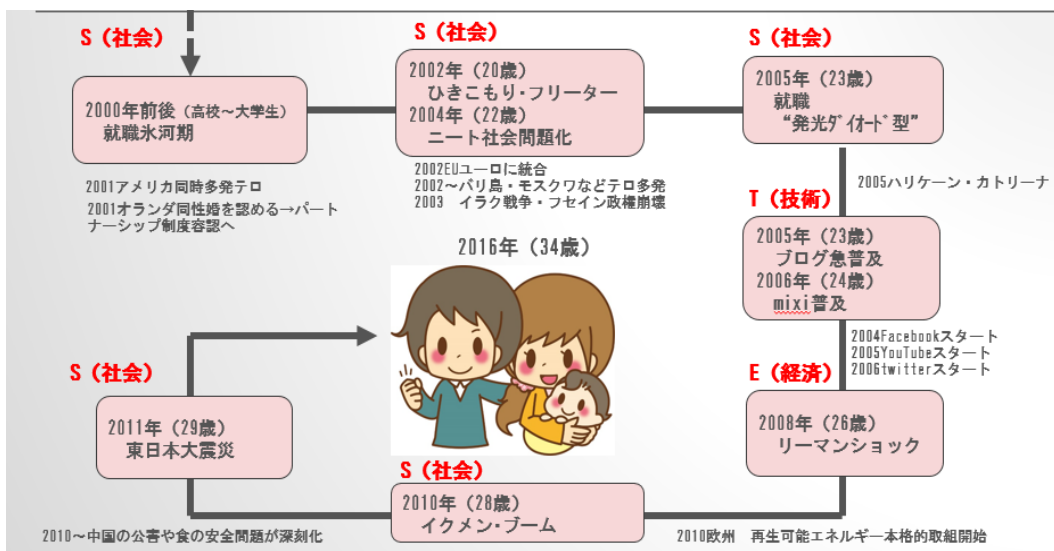 S（社会）
2000年前後（高校～大学生）
就職氷河期
2001アメリカ同時多発テロ
2001オランダ同性婚を認める→パート
ナーシップ制度容認へ
S（社会）
2002年（20歳）
ひきこもり・フリーター
2004年（22歳）
ニート社会問題化
2002EUユーロに統合
2002～バリ島・モスクワなどテロ多発
2003　イラク戦争・フセイン政権崩壊
S（社会）
2005年（23歳）
就職
“発光ﾀﾞｲｵｰﾄﾞ型”
2005ハリケーン・カトリーナ
T（技術）
2005年（23歳）
ブログ急普及
2006年（24歳）
mixi普及
2004Facebookスタート
2005YouTubeスタート
2006twitterスタート
E（経済）
2008年（26歳）
リーマンショック
2010欧州　再生可能エネルギー本格的取組開始
S（社会）
2010年（28歳）
イクメン・ブーム
S（社会）
2011年（29歳）
東日本大震災
2010～中国の公害や食の安全問題が深刻化
2016年（34歳）